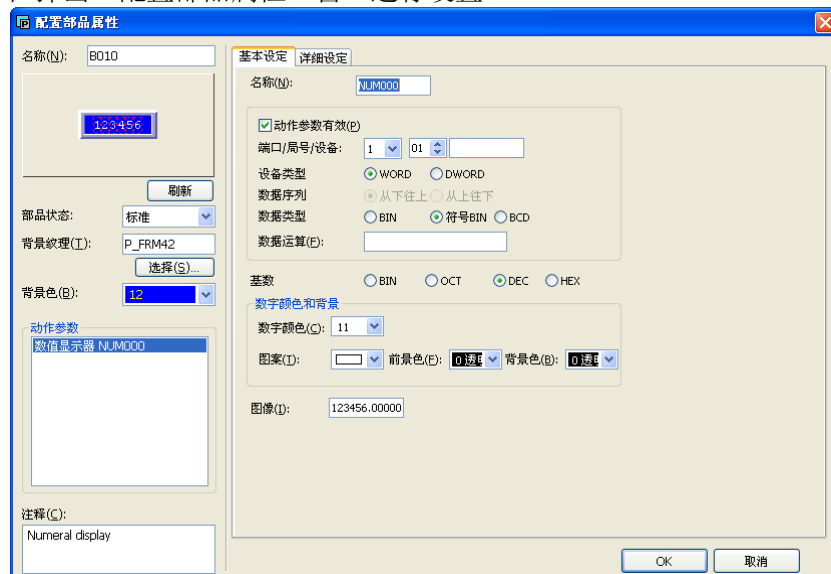 配置部品属性
名称(N): B010
123456
刷新
部品状态: 标准
背景纹理(T): P_FRM42
选择(S)...
背景色(B): 12
动作参数
数值显示器 NUM000
注释(C):
Numeral display
基本设定 详细设定
名称(N): NUM000
动作参数有效(P)
端口/局号/设备: 1 01
设备类型 WORD DWORD
数据序列 从下往上 从上往下
数据类型 BIN 符号BIN BCD
数据运算(F):
基数 BIN OCT DEC HEX
数字颜色和背景
数字颜色(C): 11
图案(T): 前景色(F): 0透 背景色(B): 0透
图像(I): 123456.00000
OK 取消